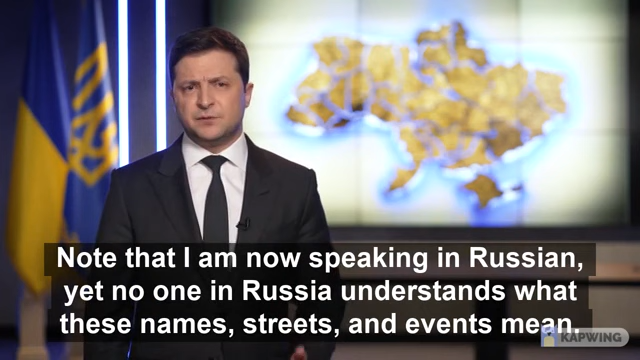 Note that I am now speaking in Russian,
yet no one in Russia understands what
these names, streets, and events mean.
KAPWING